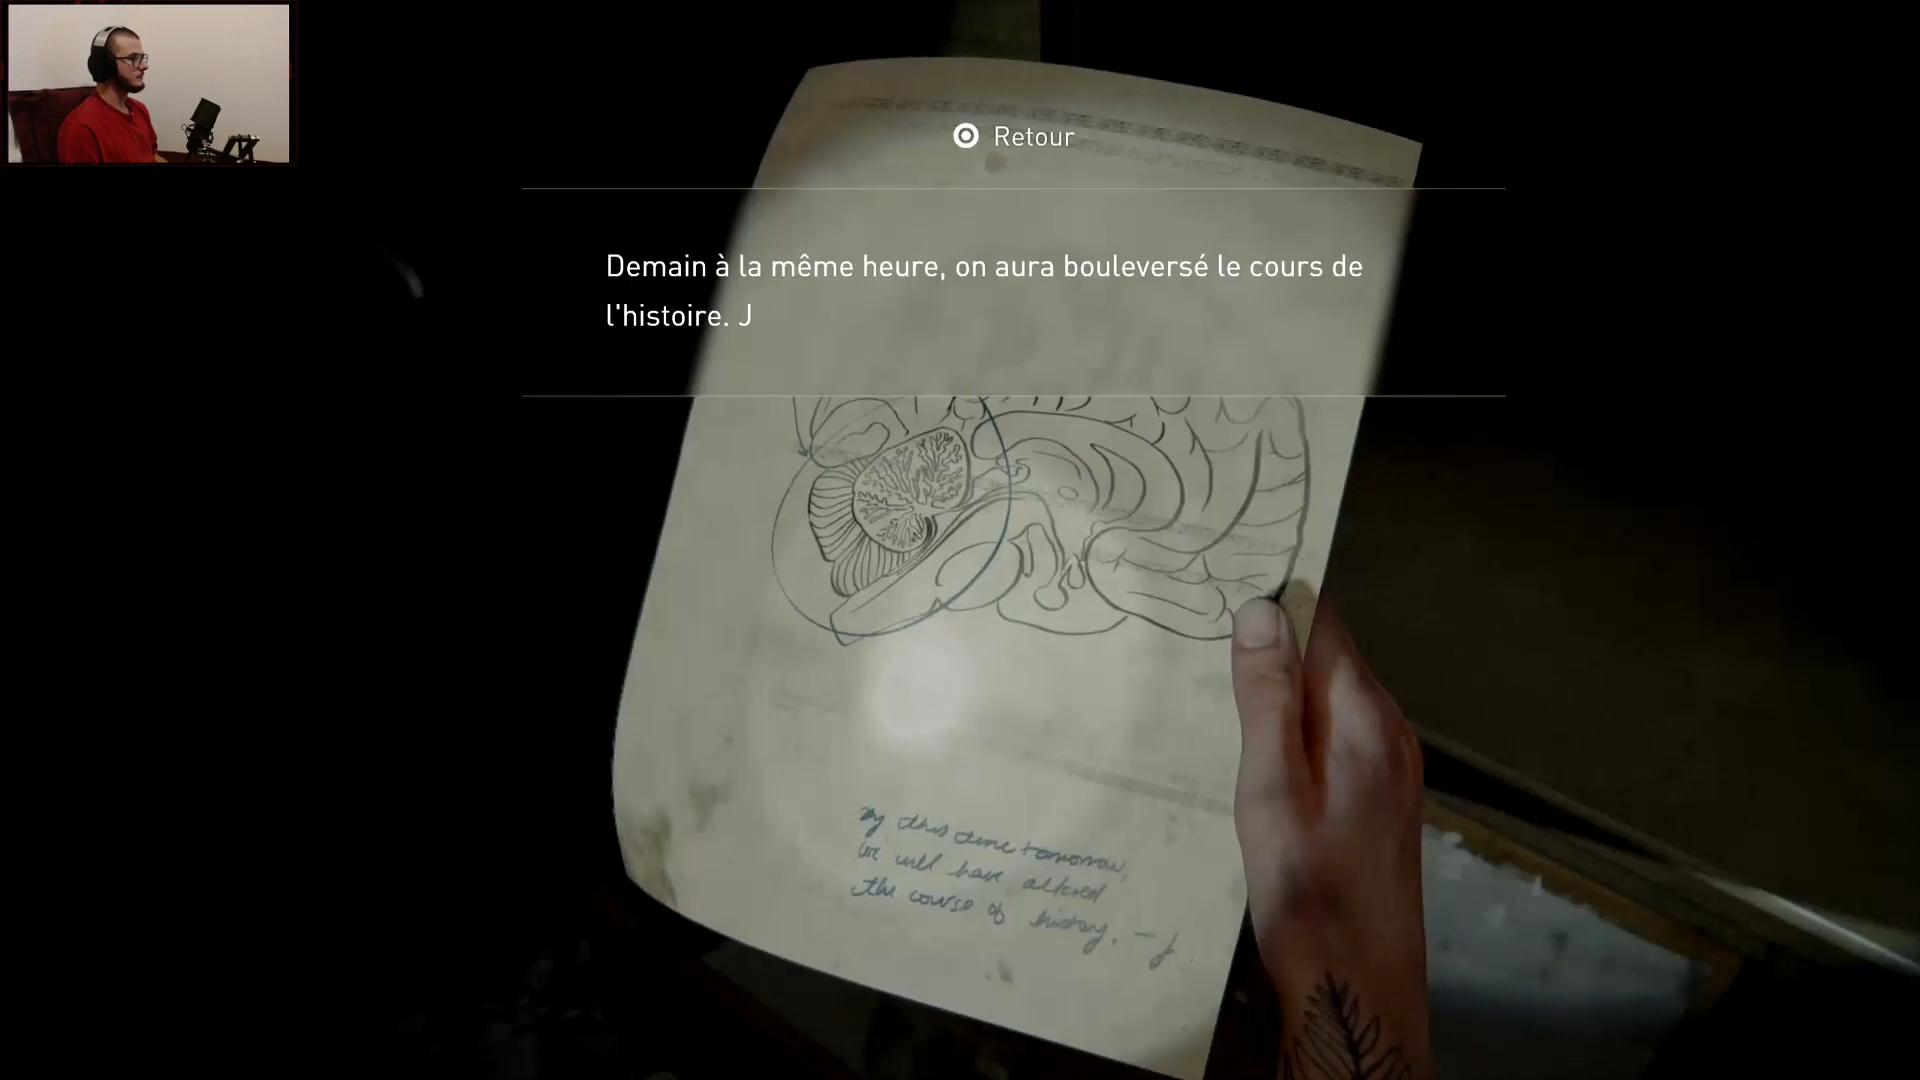 Retour
Demain à la même heure, on aura bouleversé le cours de
l'histoire. J
By this time tomorrow,
we will have altered
the course of history. — J.